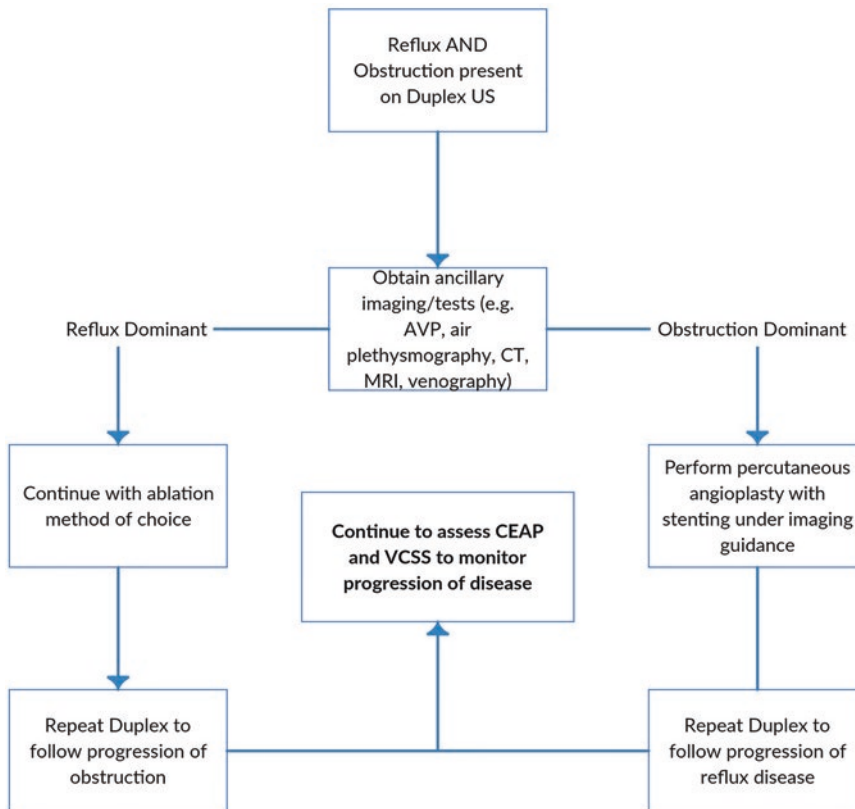 Reflux AND
Obstruction present
on Duplex US
Obtain ancillary
imaging/tests (e.g.
AVP, air
plethysmography, CT,
MRI, venography)
Reflux Dominant
Obstruction Dominant
Continue with ablation
method of choice
Perform percutaneous
angioplasty with
stenting under imaging
guidance
Continue to assess CEAP
and VCSS to monitor
progression of disease
Repeat Duplex to
follow progression of
obstruction
Repeat Duplex to
follow progression of
reflux disease